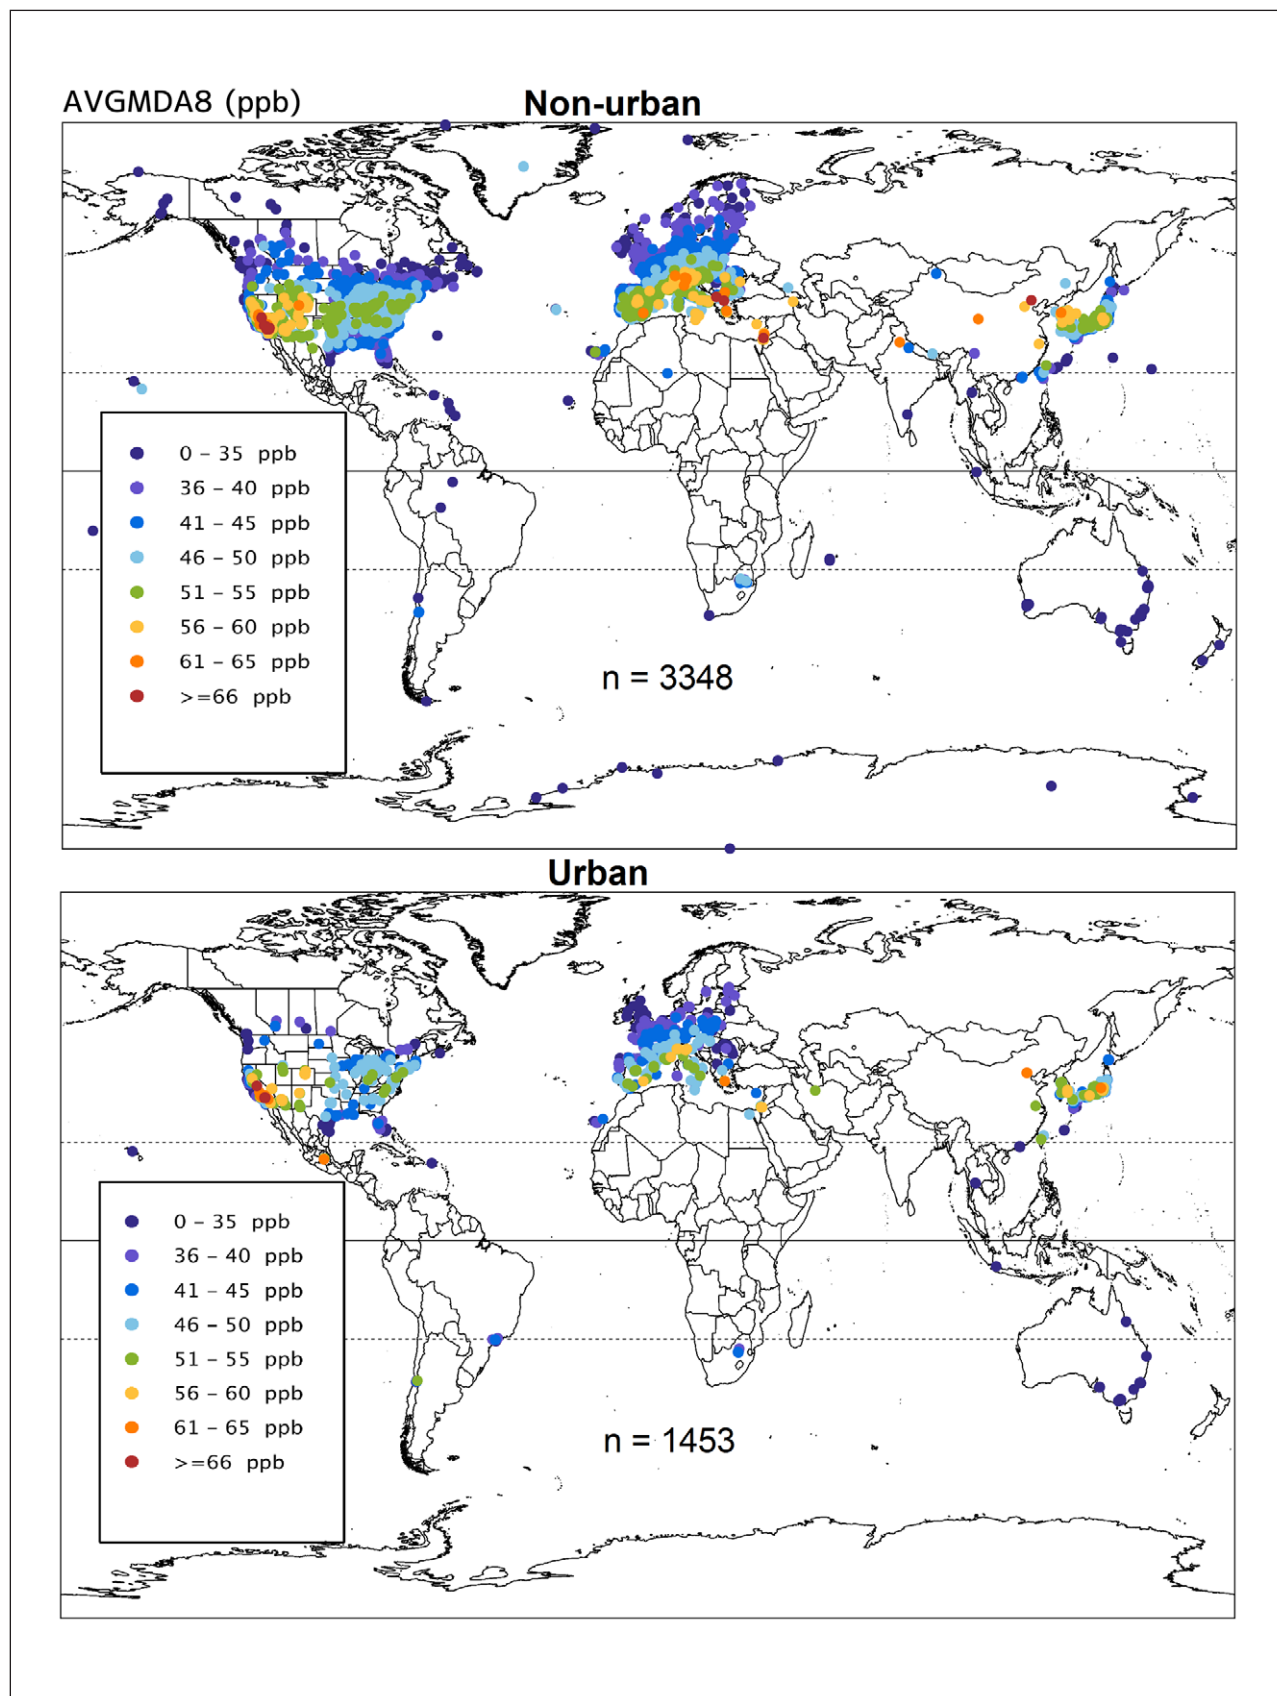 AVGMDA8 (ppb)
Non-urban
0 – 35 ppb
36 – 40 ppb
41 – 45 ppb
46 – 50 ppb
51 – 55 ppb
56 – 60 ppb
61 – 65 ppb
>=66 ppb
n = 3348
Urban
0 – 35 ppb
36 – 40 ppb
41 – 45 ppb
46 – 50 ppb
51 – 55 ppb
56 – 60 ppb
61 – 65 ppb
>=66 ppb
n = 1453